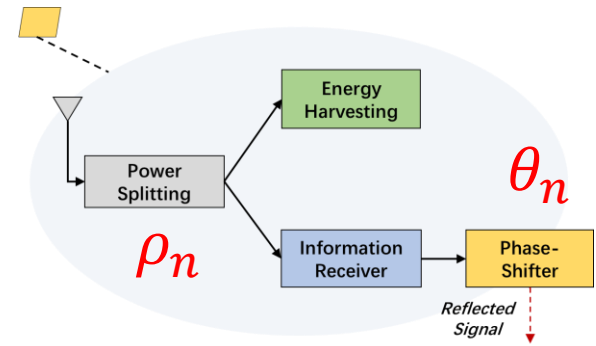 Energy
Harvesting
Power
Splitting
θn
ρn
Information
Receiver
Phase-
Shifter
Reflected
Signal